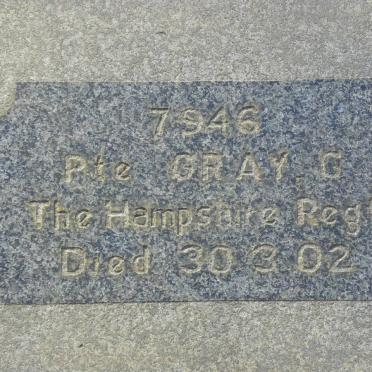 7946
Pte GRAY, G
The Hampshire Regt
Died 30 3 02